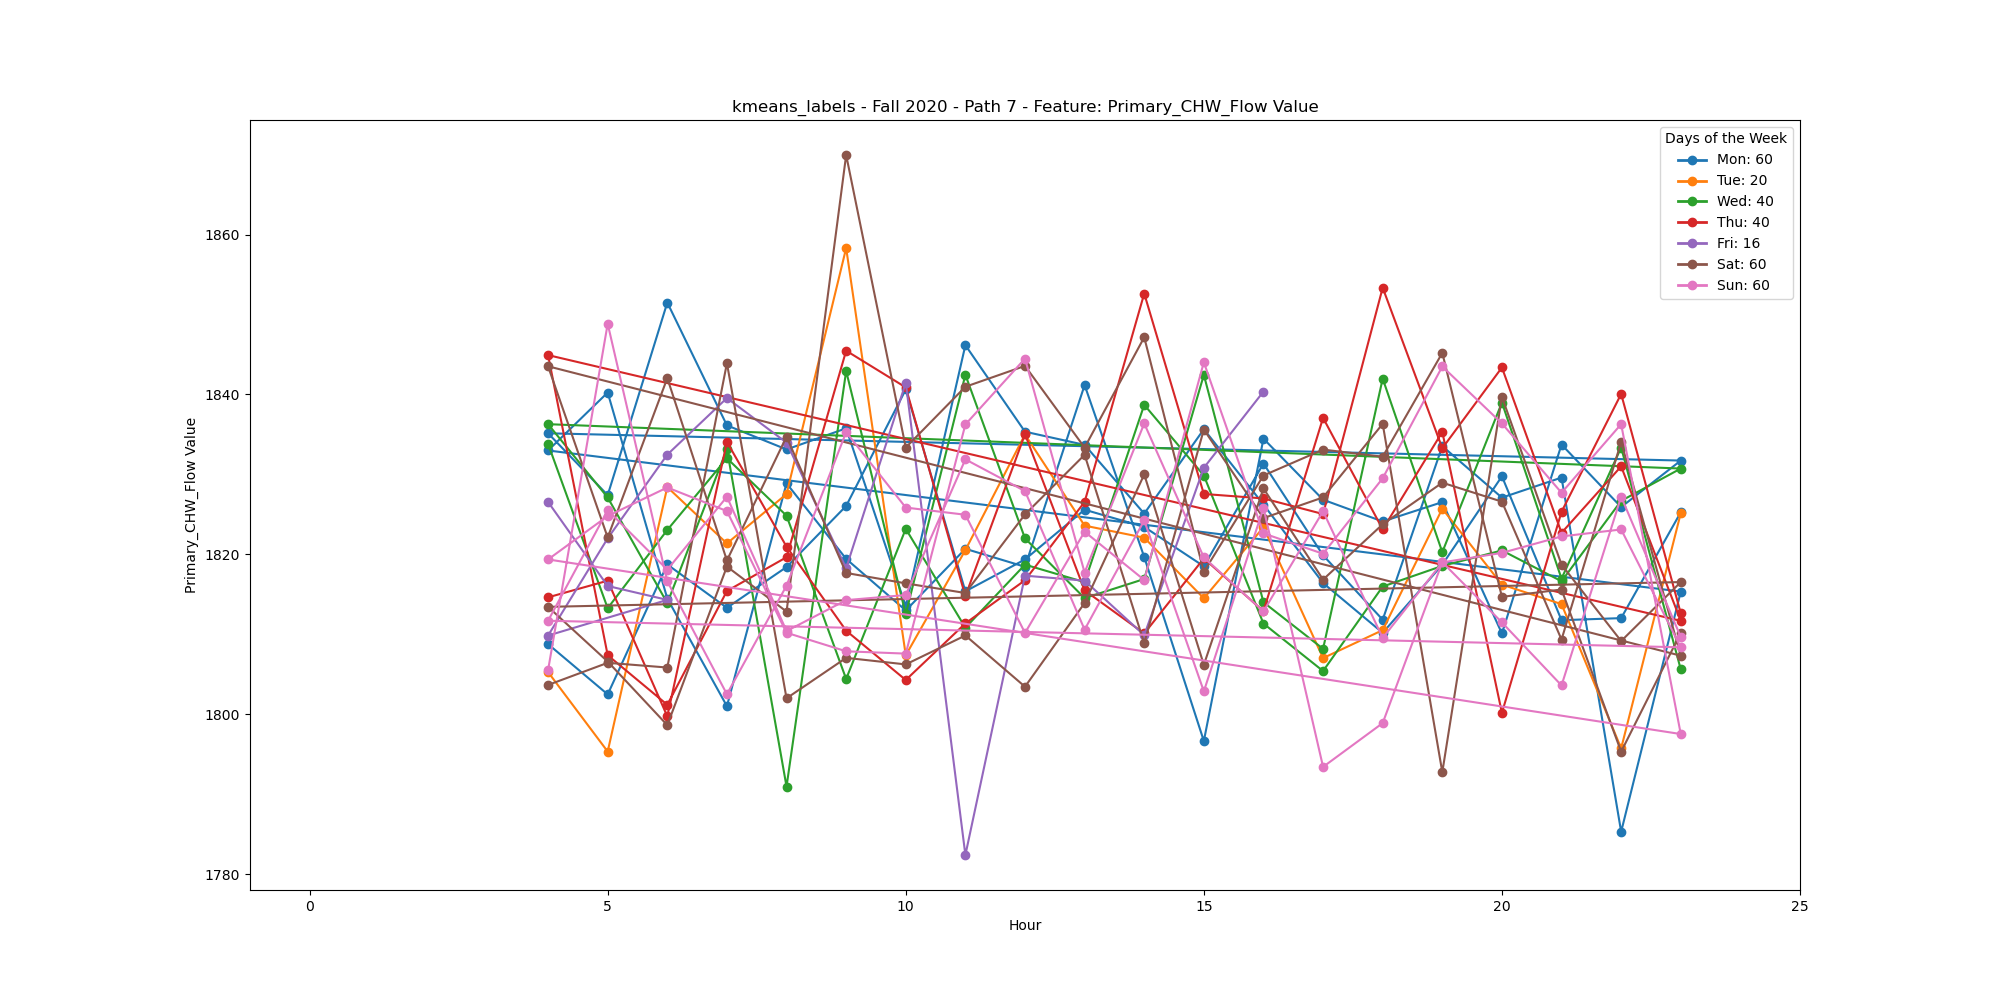 kmeans_labels - Fall 2020 - Path 7 - Feature: Primary_CHW_Flow Value
Days of the Week
Mon: 60
Tue: 20
Wed: 40
Thu: 40
Fri: 16
Sat: 60
Sun: 60
Primary_CHW_Flow Value
1860
1840
1820
1800
1780
0 5 10 15 20 25
Hour